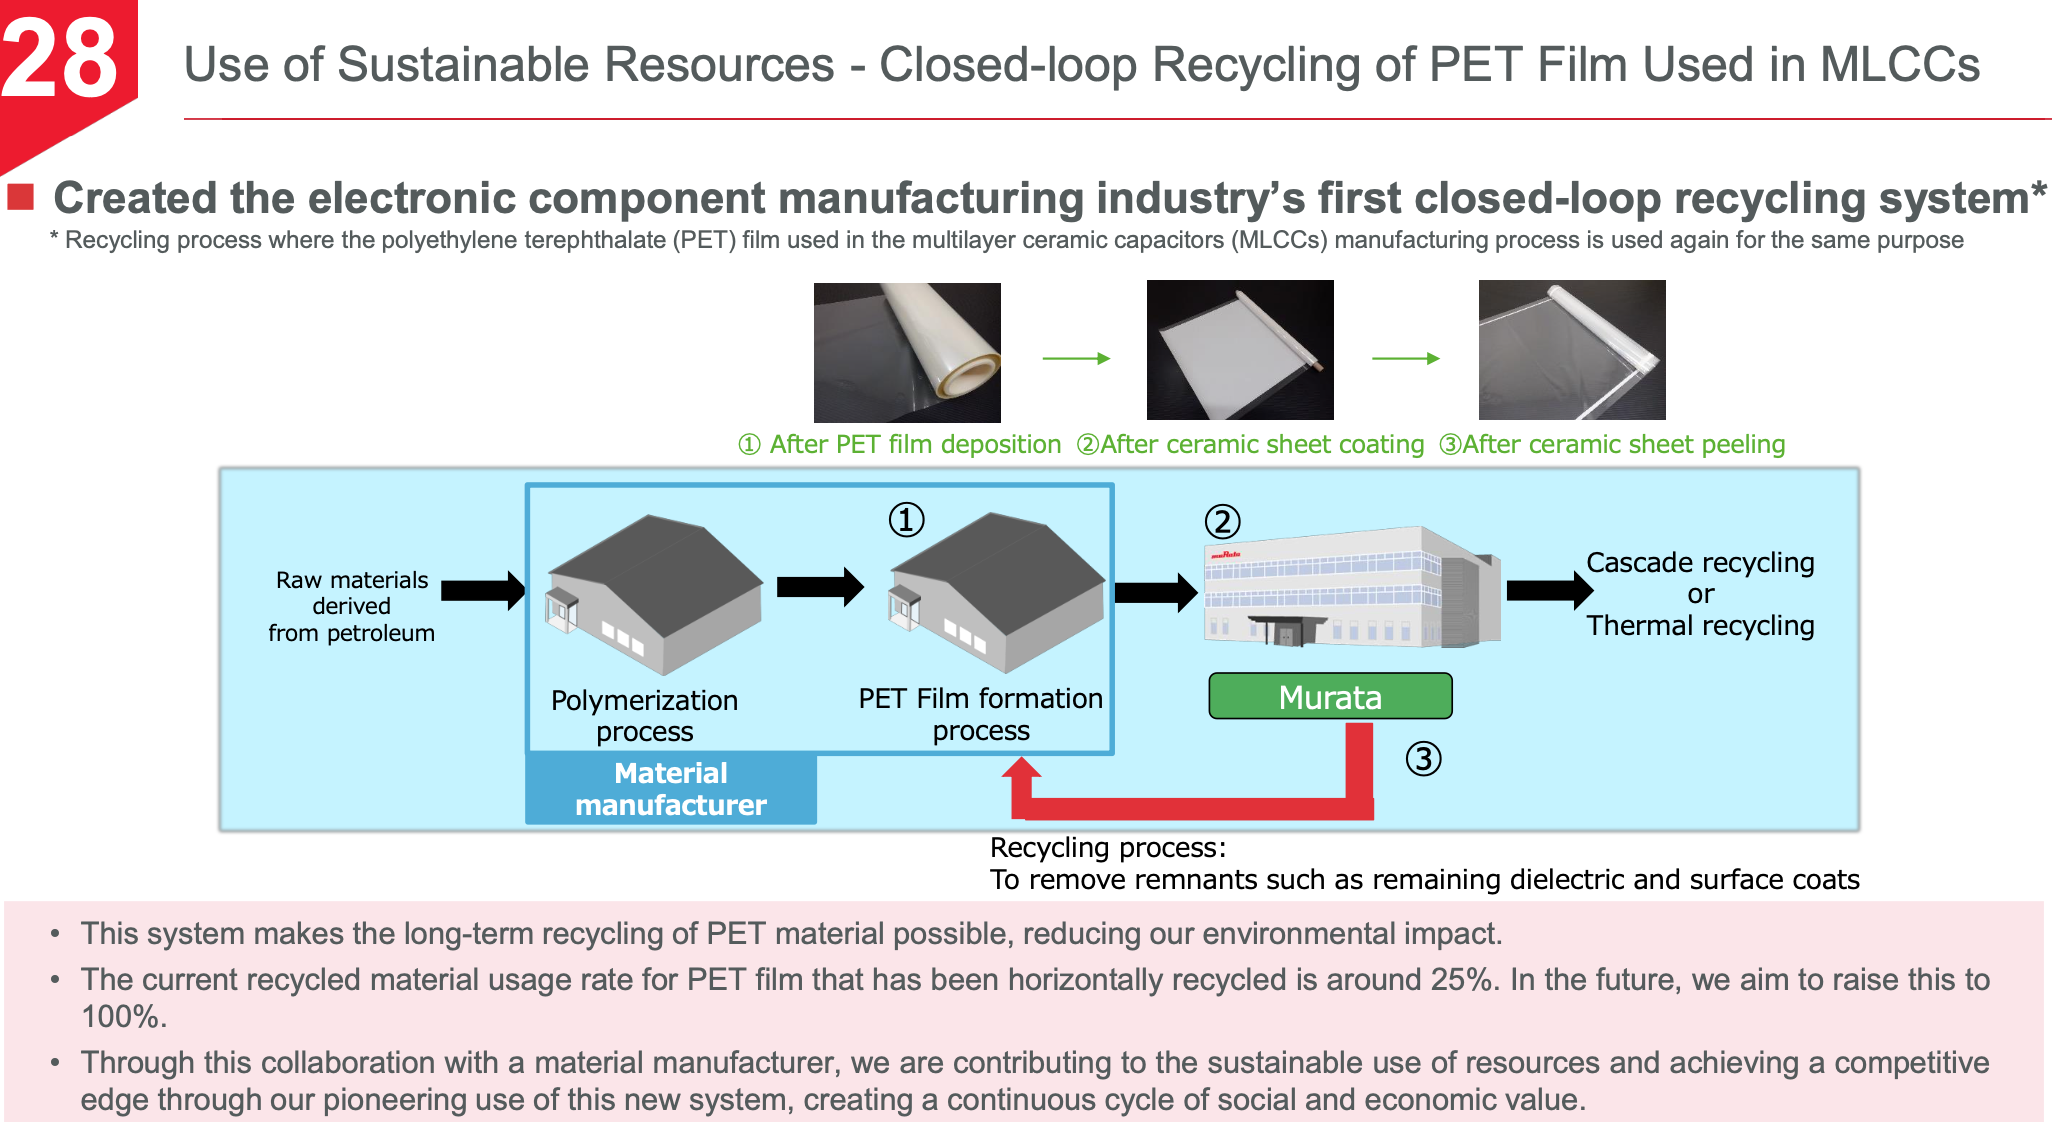 28
Use of Sustainable Resources - Closed-loop Recycling of PET Film Used in MLCCs
Created the electronic component manufacturing industry’s first closed-loop recycling system*
* Recycling process where the polyethylene terephthalate (PET) film used in the multilayer ceramic capacitors (MLCCs) manufacturing process is used again for the same purpose
① After PET film deposition
②After ceramic sheet coating
③After ceramic sheet peeling
Raw materials
derived
from petroleum
Polymerization
process
①
PET Film formation
process
Material
manufacturer
②
muRata
Murata
③
Cascade recycling
or
Thermal recycling
Recycling process:
To remove remnants such as remaining dielectric and surface coats
• This system makes the long-term recycling of PET material possible, reducing our environmental impact.
• The current recycled material usage rate for PET film that has been horizontally recycled is around 25%. In the future, we aim to raise this to
100%.
• Through this collaboration with a material manufacturer, we are contributing to the sustainable use of resources and achieving a competitive
edge through our pioneering use of this new system, creating a continuous cycle of social and economic value.